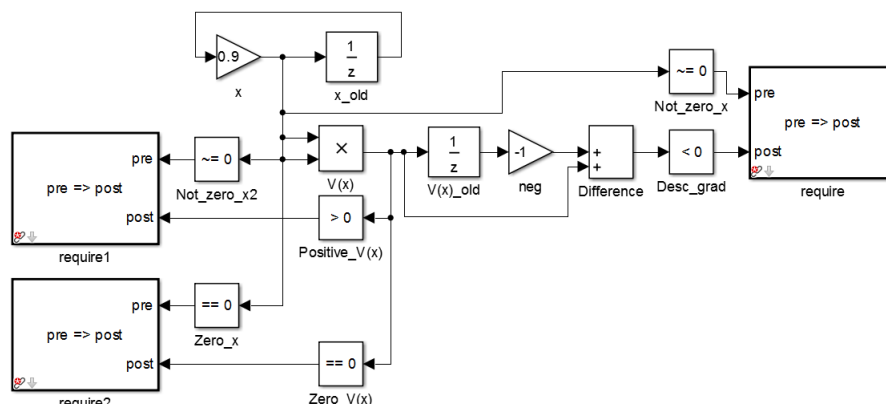 0.9
x
1
z
x_old
~= 0
Not_zero_x
pre
pre => post
post
require
pre
pre => post
post
require1
~= 0
Not_zero_x2
×
V(x)
1
z
V(x)_old
-1
neg
+
+
Difference
< 0
Desc_grad
> 0
Positive_V(x)
pre
pre => post
post
require2
== 0
Zero_x
== 0
Zero_V(x)